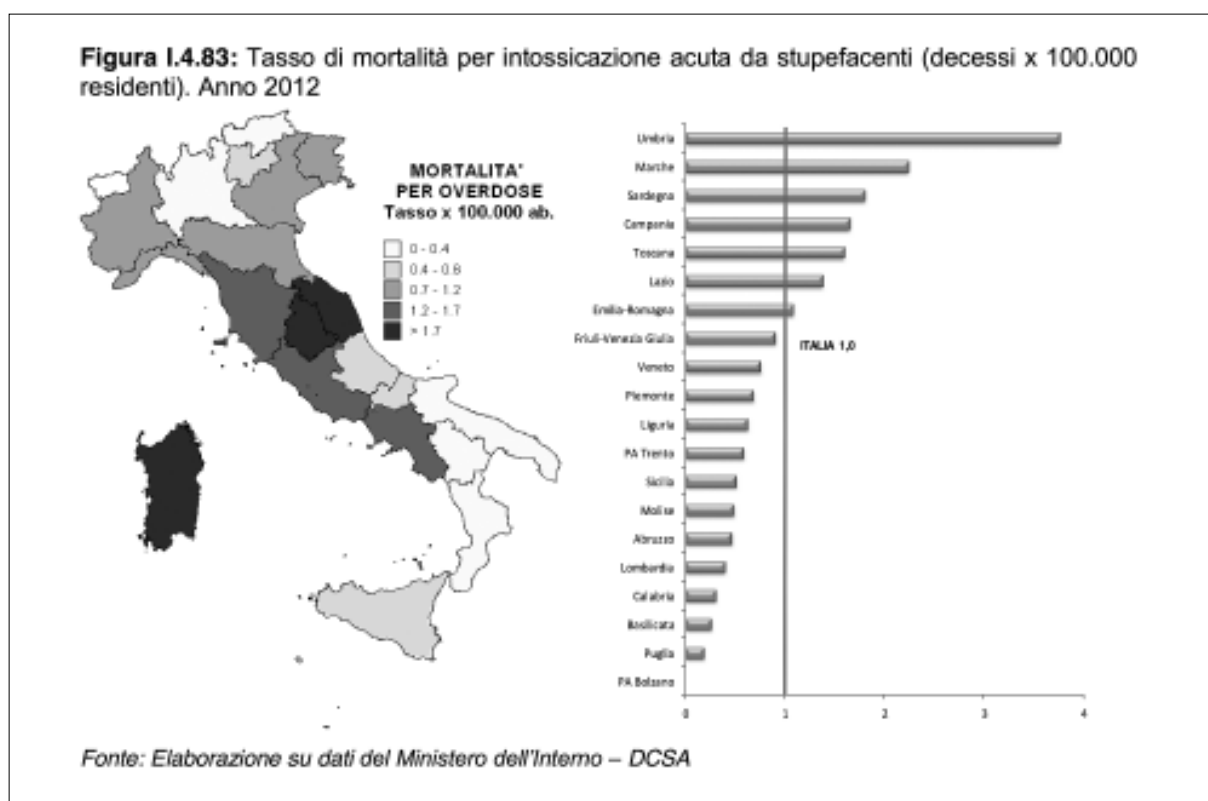 Figura I.4.83: Tasso di mortalità per intossicazione acuta da stupefacenti (decessi x 100.000
residenti). Anno 2012
MORTALITA'
PER OVERDOSE
Tasso x 100.000 ab.
0 - 0.4
0.4 - 0.8
0.7 - 1.2
1.2 - 1.7
> 1.7
Umbria
Marche
Sardegna
Campania
Toscana
Lazio
Emilia-Romagna
Friuli-Venezia Giulia
ITALIA 1,0
Veneto
Piemonte
Liguria
PA Trento
Sicilia
Molise
Abruzzo
Lombardia
Calabria
Basilicata
Puglia
PA Bolzano
0 1 2 3 4
Fonte: Elaborazione su dati del Ministero dell'Interno – DCSA